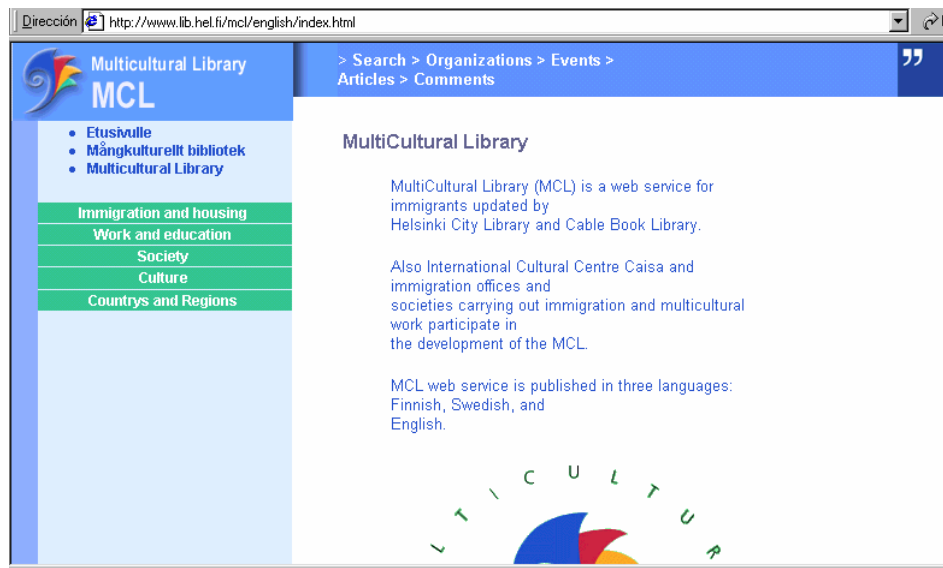 Dirección http://www.lib.hel.fi/mcl/english/index.html
Multicultural Library
MCL
> Search > Organizations > Events >
Articles > Comments
”
Etusivulle
Mångkulturellt bibliotek
Multicultural Library
Immigration and housing
Work and education
Society
Culture
Countrys and Regions
MultiCultural Library
MultiCultural Library (MCL) is a web service for
immigrants updated by
Helsinki City Library and Cable Book Library.
Also International Cultural Centre Caisa and
immigration offices and
societies carrying out immigration and multicultural
work participate in
the development of the MCL.
MCL web service is published in three languages:
Finnish, Swedish, and
English.
L T I C U L T U R